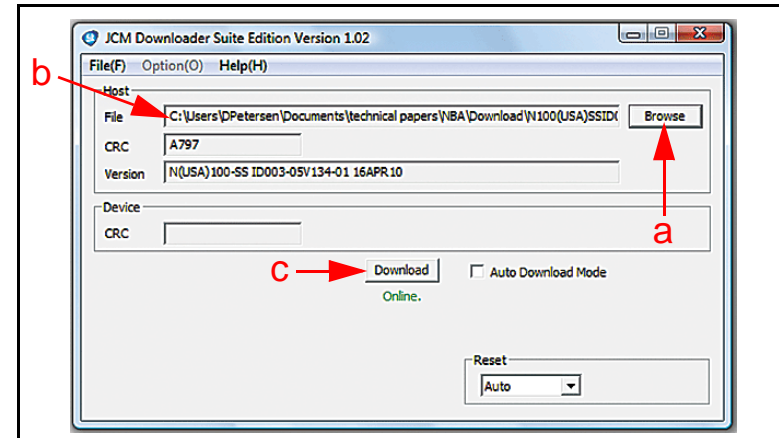 JCM Downloader Suite Edition Version 1.02
File(F) Option(O) Help(H)
b
Host
File C:\Users\DPetersen\Documents\technical papers\NBA\Download\N100(USA)SSID( Browse
CRC A797
Version N(USA)100-SS ID003-05V134-01 16APR10
a
Device
CRC
c Download Auto Download Mode
Online.
Reset
Auto